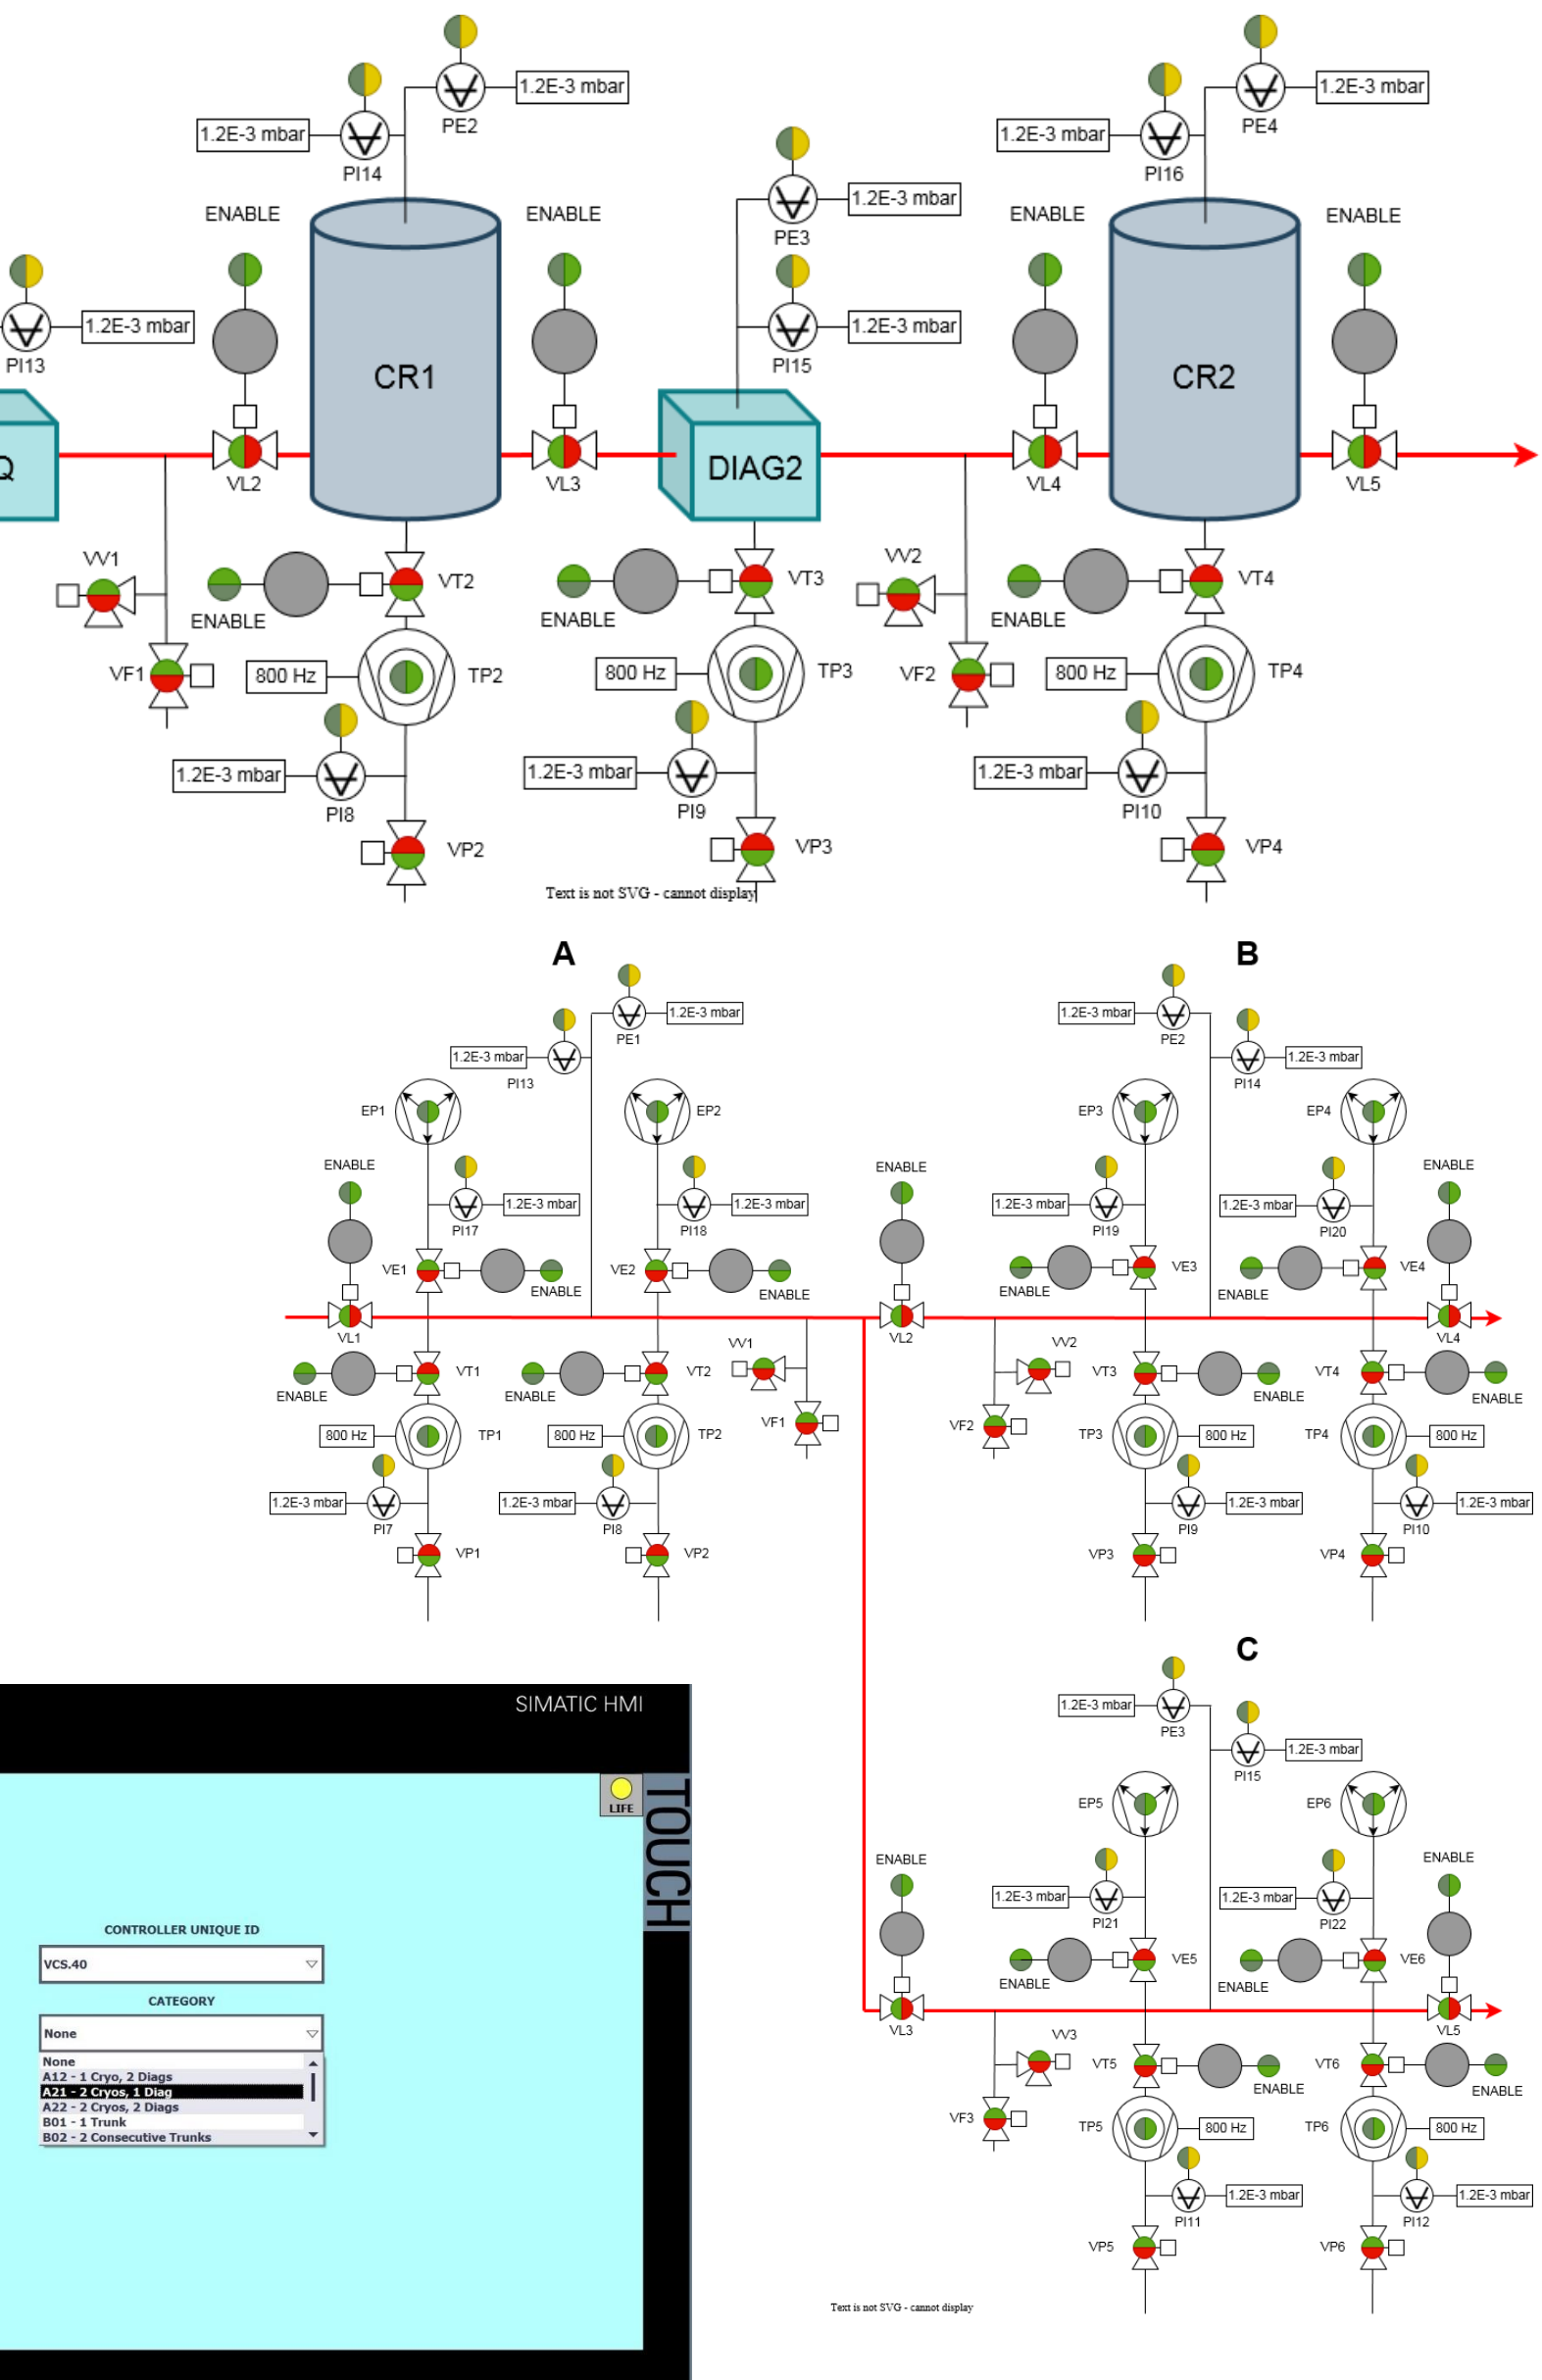 PE2
1.2E-3 mbar
1.2E-3 mbar
PI14
PE4
1.2E-3 mbar
1.2E-3 mbar
PI16
PE3
1.2E-3 mbar
PI15
1.2E-3 mbar
ENABLE
ENABLE
ENABLE
ENABLE
PI13
1.2E-3 mbar
CR1
CR2
Q
DIAG2
VL2
VL3
VL4
VL5
VV1
VT2
ENABLE
VT3
ENABLE
VV2
VT4
ENABLE
VF1
800 Hz
TP2
800 Hz
TP3
VF2
800 Hz
TP4
1.2E-3 mbar
PI8
1.2E-3 mbar
PI9
1.2E-3 mbar
PI10
VP2
VP3
VP4
Text is not SVG - cannot display
A
B
1.2E-3 mbar
PE1
1.2E-3 mbar
PI13
1.2E-3 mbar
PE2
1.2E-3 mbar
PI14
EP1
EP2
EP3
EP4
ENABLE
ENABLE
ENABLE
1.2E-3 mbar
PI17
1.2E-3 mbar
PI18
1.2E-3 mbar
PI19
1.2E-3 mbar
PI20
VE1
ENABLE
VE2
ENABLE
VE3
ENABLE
VE4
ENABLE
VL1
VL2
VL4
VV1
VV2
VT1
ENABLE
VT2
ENABLE
VT3
ENABLE
VT4
ENABLE
VF1
VF2
800 Hz
TP1
800 Hz
TP2
TP3
800 Hz
TP4
800 Hz
1.2E-3 mbar
PI7
1.2E-3 mbar
PI8
1.2E-3 mbar
PI9
1.2E-3 mbar
PI10
VP1
VP2
VP3
VP4
C
1.2E-3 mbar
PE3
1.2E-3 mbar
PI15
EP5
EP6
ENABLE
ENABLE
1.2E-3 mbar
PI21
1.2E-3 mbar
PI22
VE5
ENABLE
VE6
ENABLE
VL3
VL5
VV3
VT5
ENABLE
VT6
ENABLE
VF3
TP5
800 Hz
TP6
800 Hz
1.2E-3 mbar
PI11
1.2E-3 mbar
PI12
VP5
VP6
Text is not SVG - cannot display
SIMATIC HMI
TOUCH
LIFE
CONTROLLER UNIQUE ID
VCS.40
CATEGORY
None
None
A12 - 1 Cryo, 2 Diags
A21 - 2 Cryos, 1 Diag
A22 - 2 Cryos, 2 Diags
B01 - 1 Trunk
B02 - 2 Consecutive Trunks